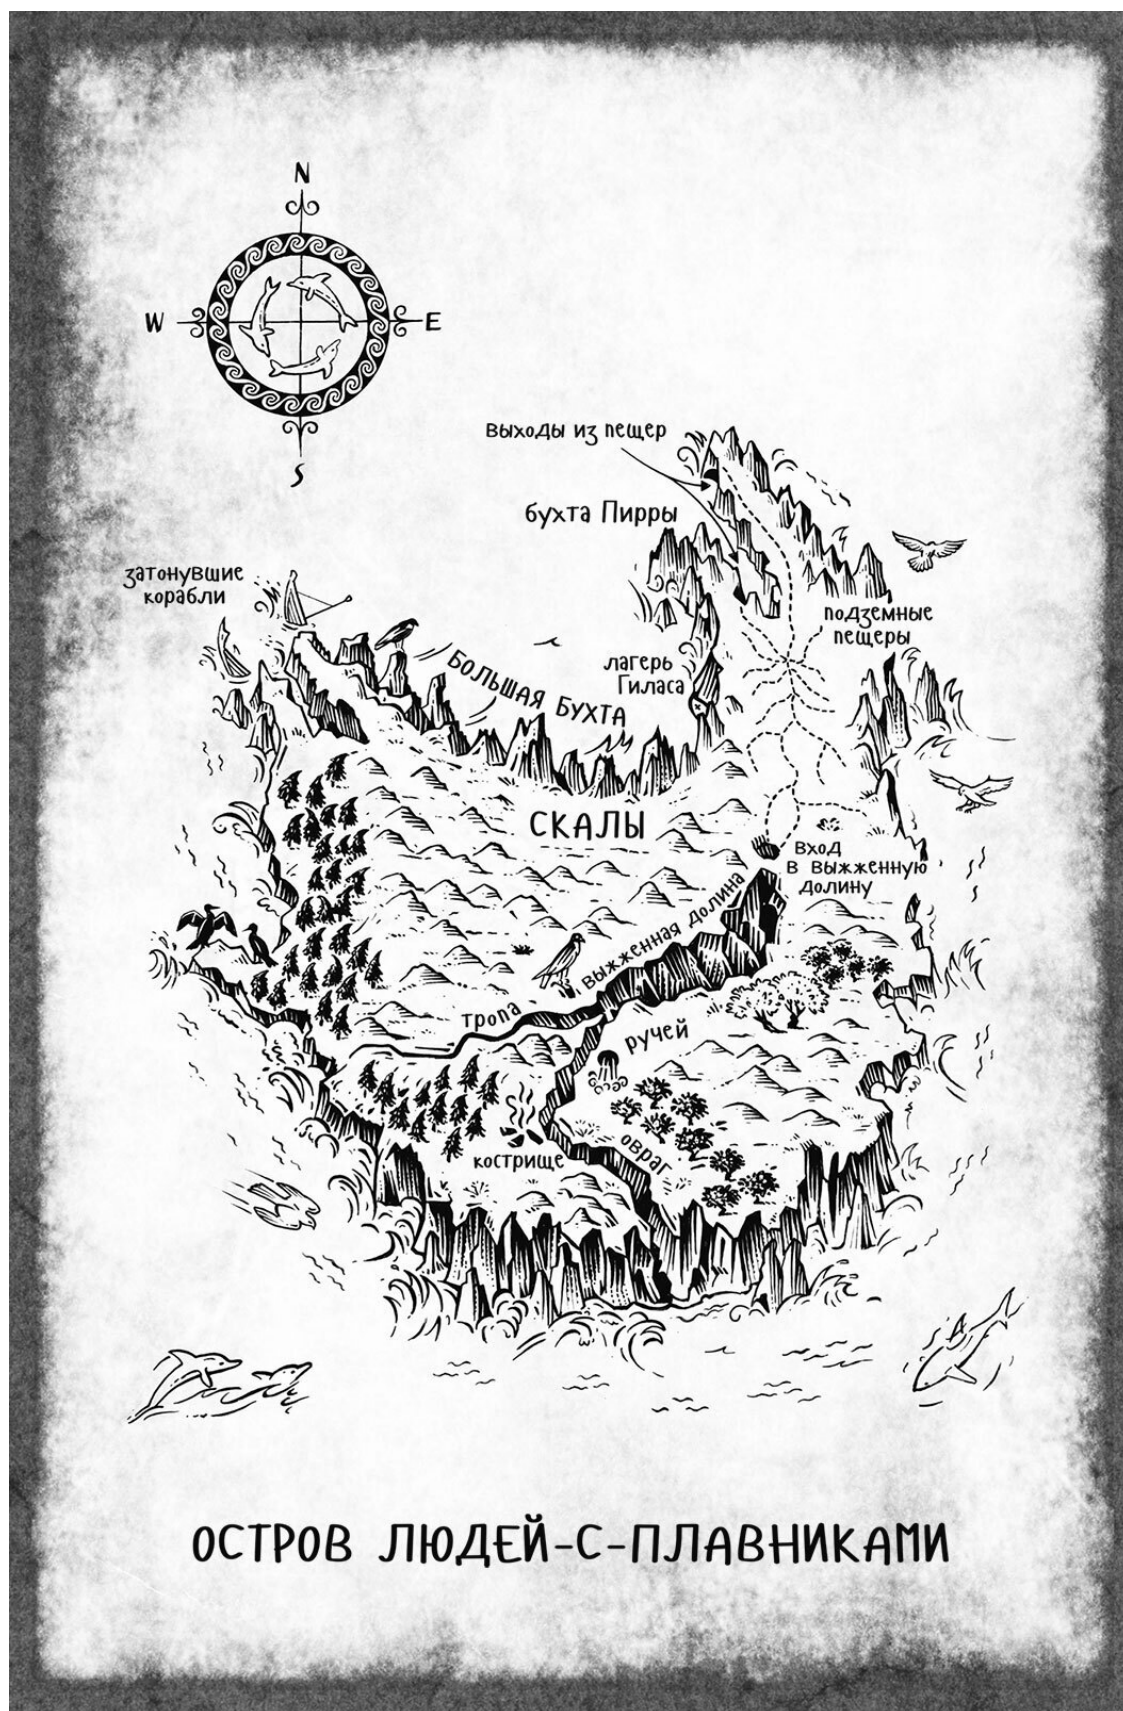 N
W
E
S
выходы из пещер
бухта Пирры
затонувшие
корабли
подземные
пещеры
лагерь
Гиласа
БОЛЬШАЯ БУХТА
СКАЛЫ
вход
в выжженную
долину
выжженная долина
тропа
ручей
овраг
кострище
ОСТРОВ ЛЮДЕЙ-С-ПЛАВНИКАМИ